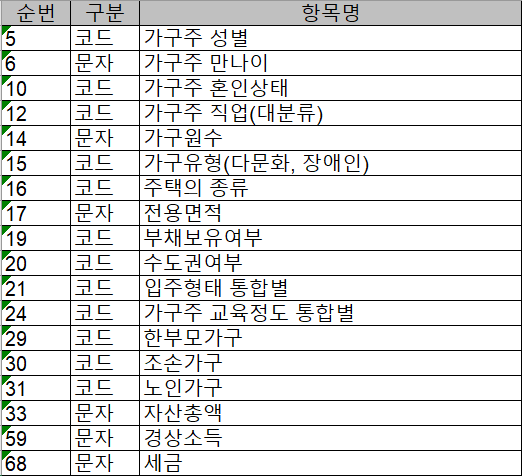 순번 구분 항목명
5 코드 가구주 성별
6 문자 가구주 만나이
10 코드 가구주 혼인상태
12 코드 가구주 직업(대분류)
14 문자 가구원수
15 코드 가구유형(다문화, 장애인)
16 코드 주택의 종류
17 문자 전용면적
19 코드 부채보유여부
20 코드 수도권여부
21 코드 입주형태 통합별
24 코드 가구주 교육정도 통합별
29 코드 한부모가구
30 코드 조손가구
31 코드 노인가구
33 문자 자산총액
59 문자 경상소득
68 문자 세금